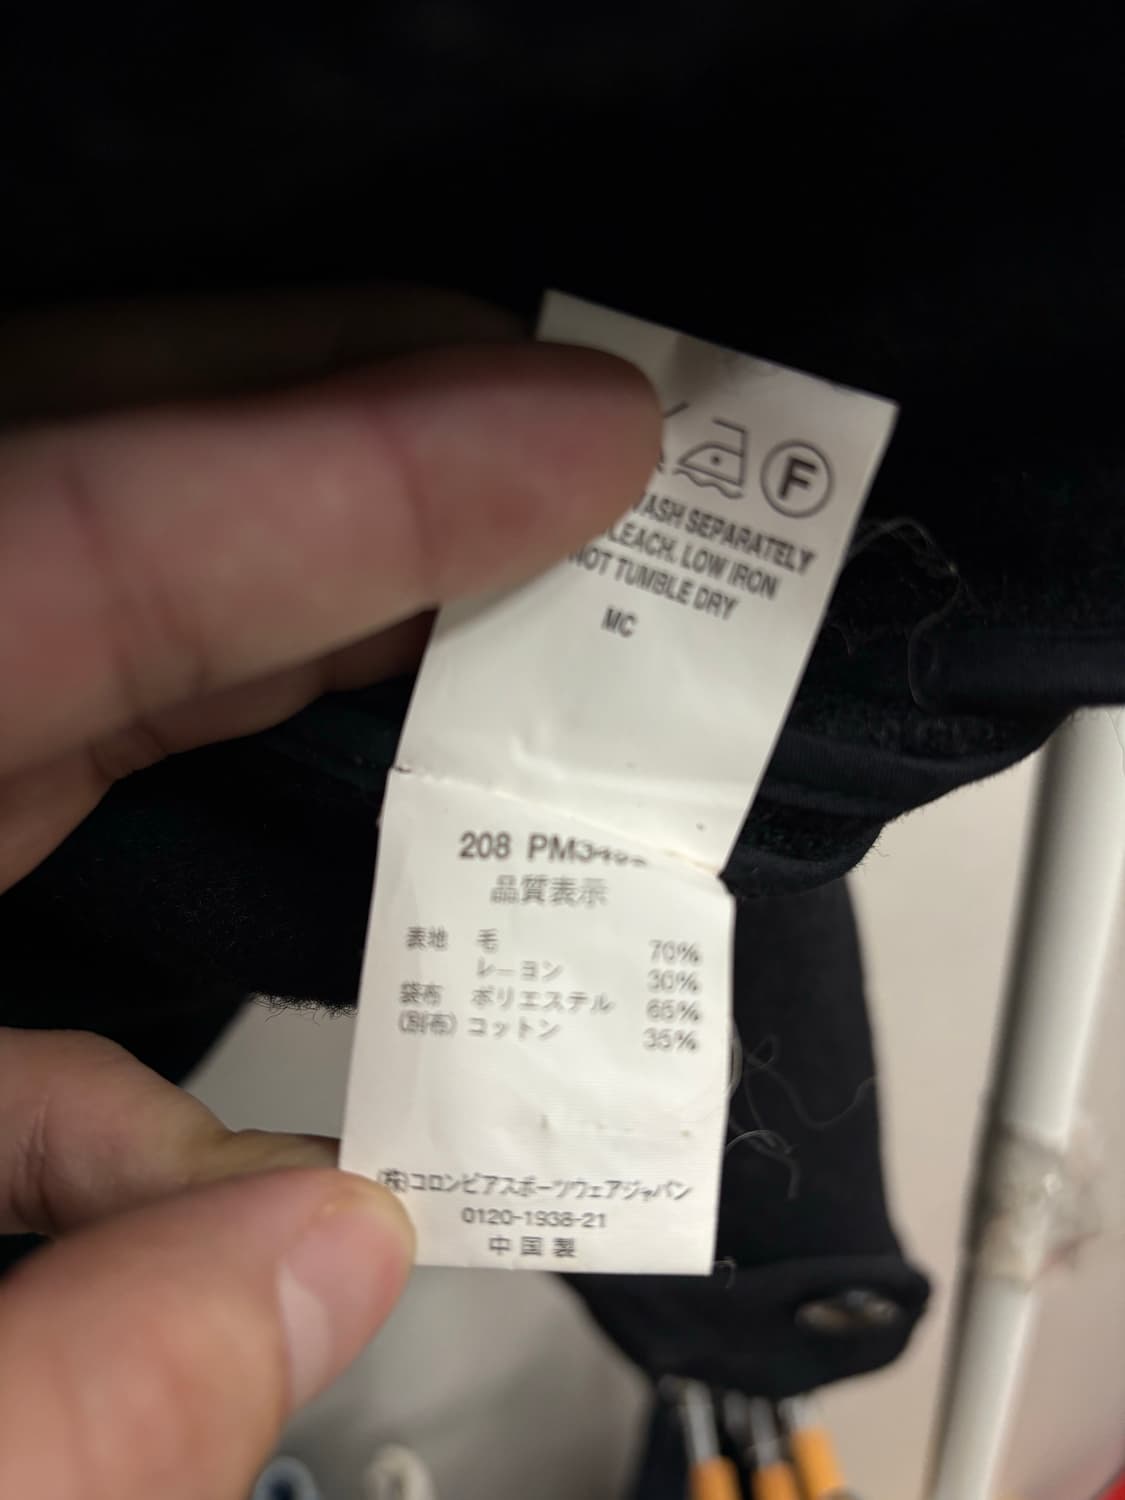 F
ASH SEPARATELY
LEACH. LOW IRON
NOT TUMBLE DRY
MC
208
品質表示
表地 毛 70%
レーヨン 30%
袋布 ポリエステル 65%
(別布) コットン 35%
(株)コロンビアスポーツウェアジャパン
0120-1938-21
中国製